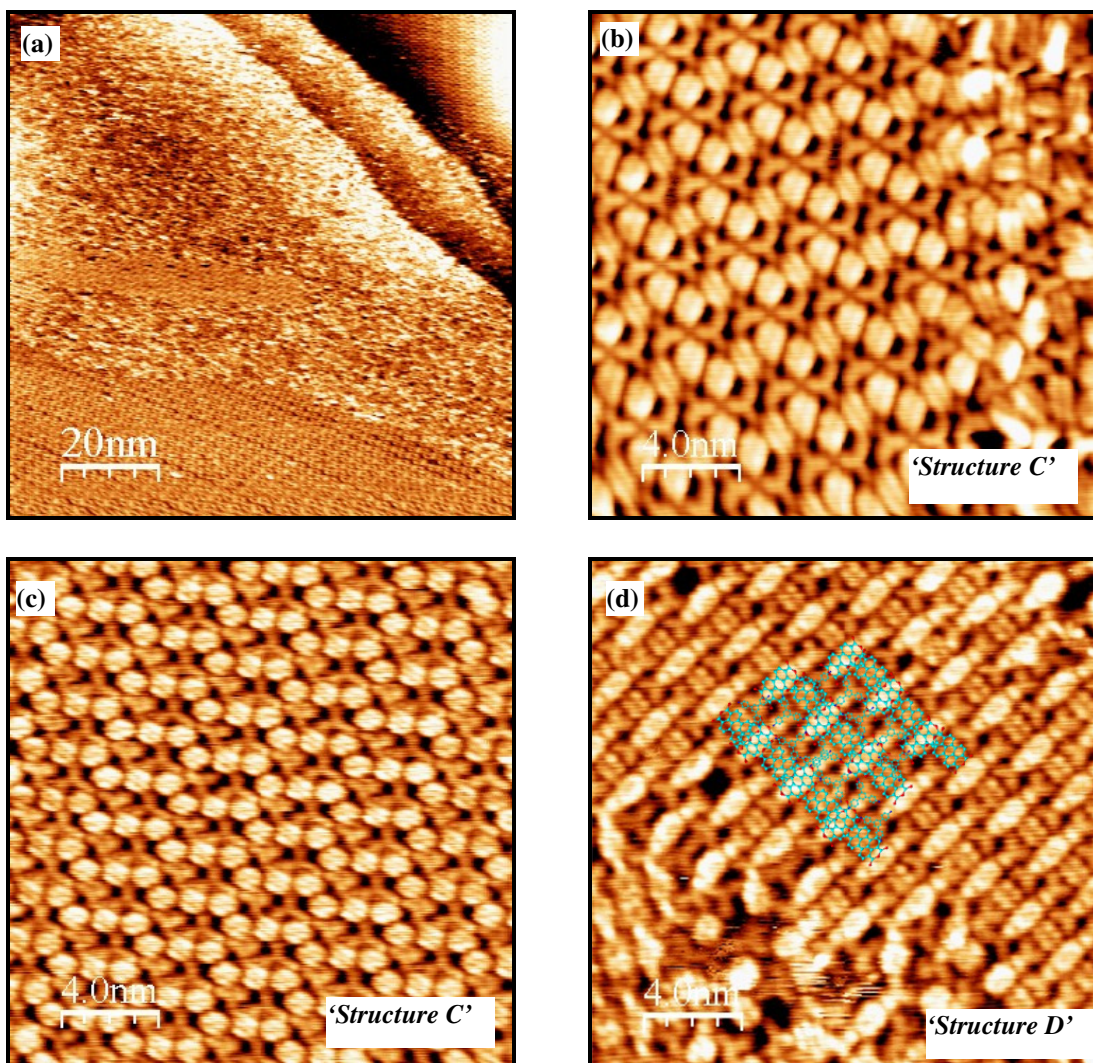 (a)
20nm
(b)
4.0nm
‘Structure C’
(c)
4.0nm
‘Structure C’
(d)
4.0nm
‘Structure D’